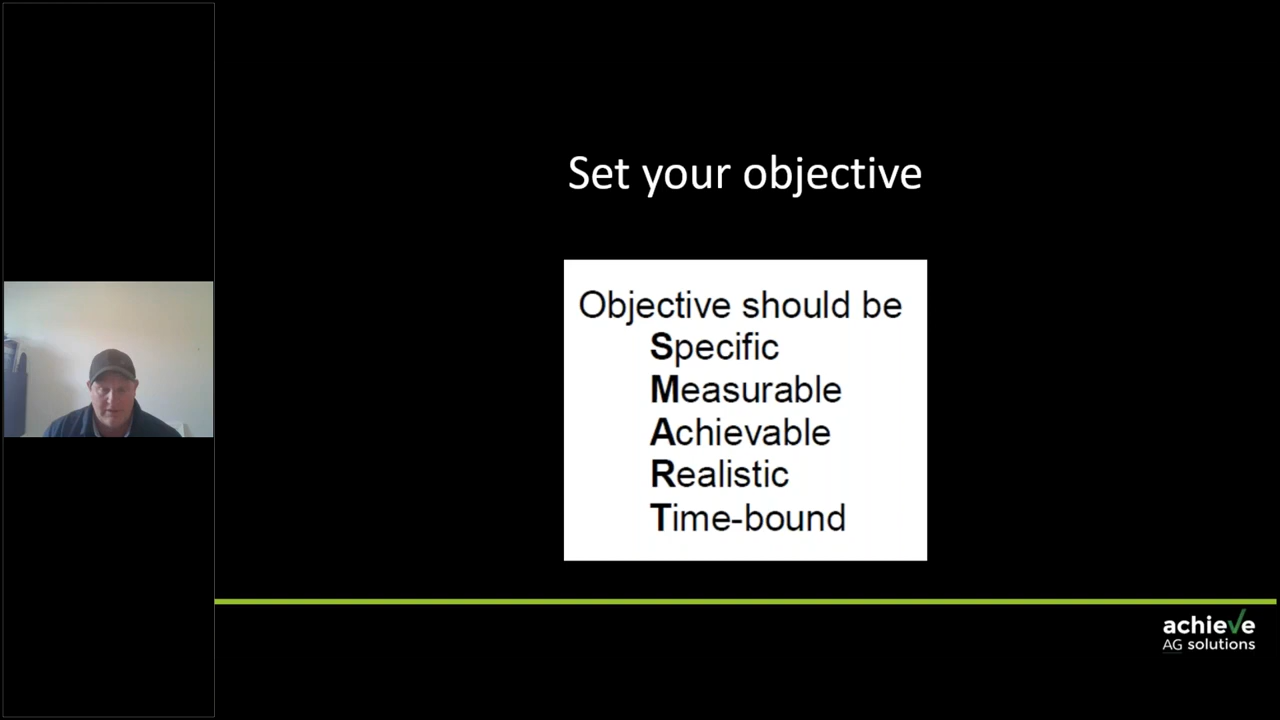 Set your objective
Objective should be
Specific
Measurable
Achievable
Realistic
Time-bound
achieve
AG solutions